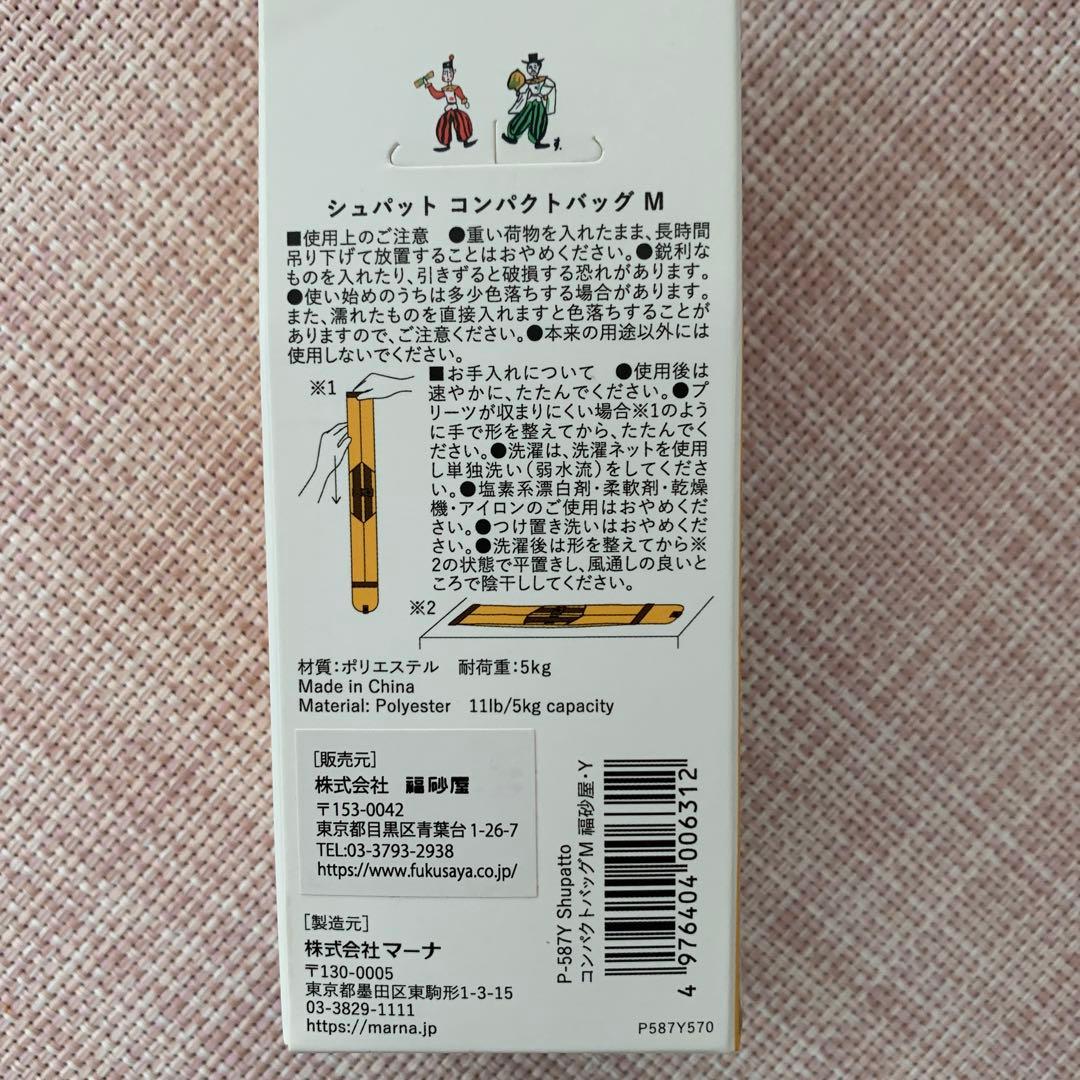 す.
シュパット コンパクトバッグ M
■使用上のご注意　●重い荷物を入れたまま、長時間
吊り下げて放置することはおやめください。●鋭利な
ものを入れたり、引きずると破損する恐れがあります。
●使い始めのうちは多少色落ちする場合があります。
また、濡れたものを直接入れますと色落ちすることが
ありますので、ご注意ください。●本来の用途以外には
使用しないでください。
■お手入れについて　●使用後は
速やかに、たたんでください。●プ
リーツが収まりにくい場合※1のよう
に手で形を整えてから、たたんでく
ださい。●洗濯は、洗濯ネットを使用
し単独洗い（弱水流）をしてくださ
い。●塩素系漂白剤・柔軟剤・乾燥
機・アイロンのご使用はおやめくだ
さい。●つけ置き洗いはおやめくだ
さい。●洗濯後は形を整えてから※
2の状態で平置きし、風通しの良いと
ころで陰干ししてください。
※1
※2
材質：ポリエステル　耐荷重：5kg
Made in China
Material: Polyester　11lb/5kg capacity
［販売元］
株式会社 福砂屋
〒153-0042
東京都目黒区青葉台1-26-7
TEL:03-3793-2938
https://www.fukusaya.co.jp/
［製造元］
株式会社マーナ
〒130-0005
東京都墨田区東駒形1-3-15
03-3829-1111
https://marna.jp
P-587Y Shupatto
コンパクトバッグM 福砂屋・Y
4 976404 006312
P587Y570